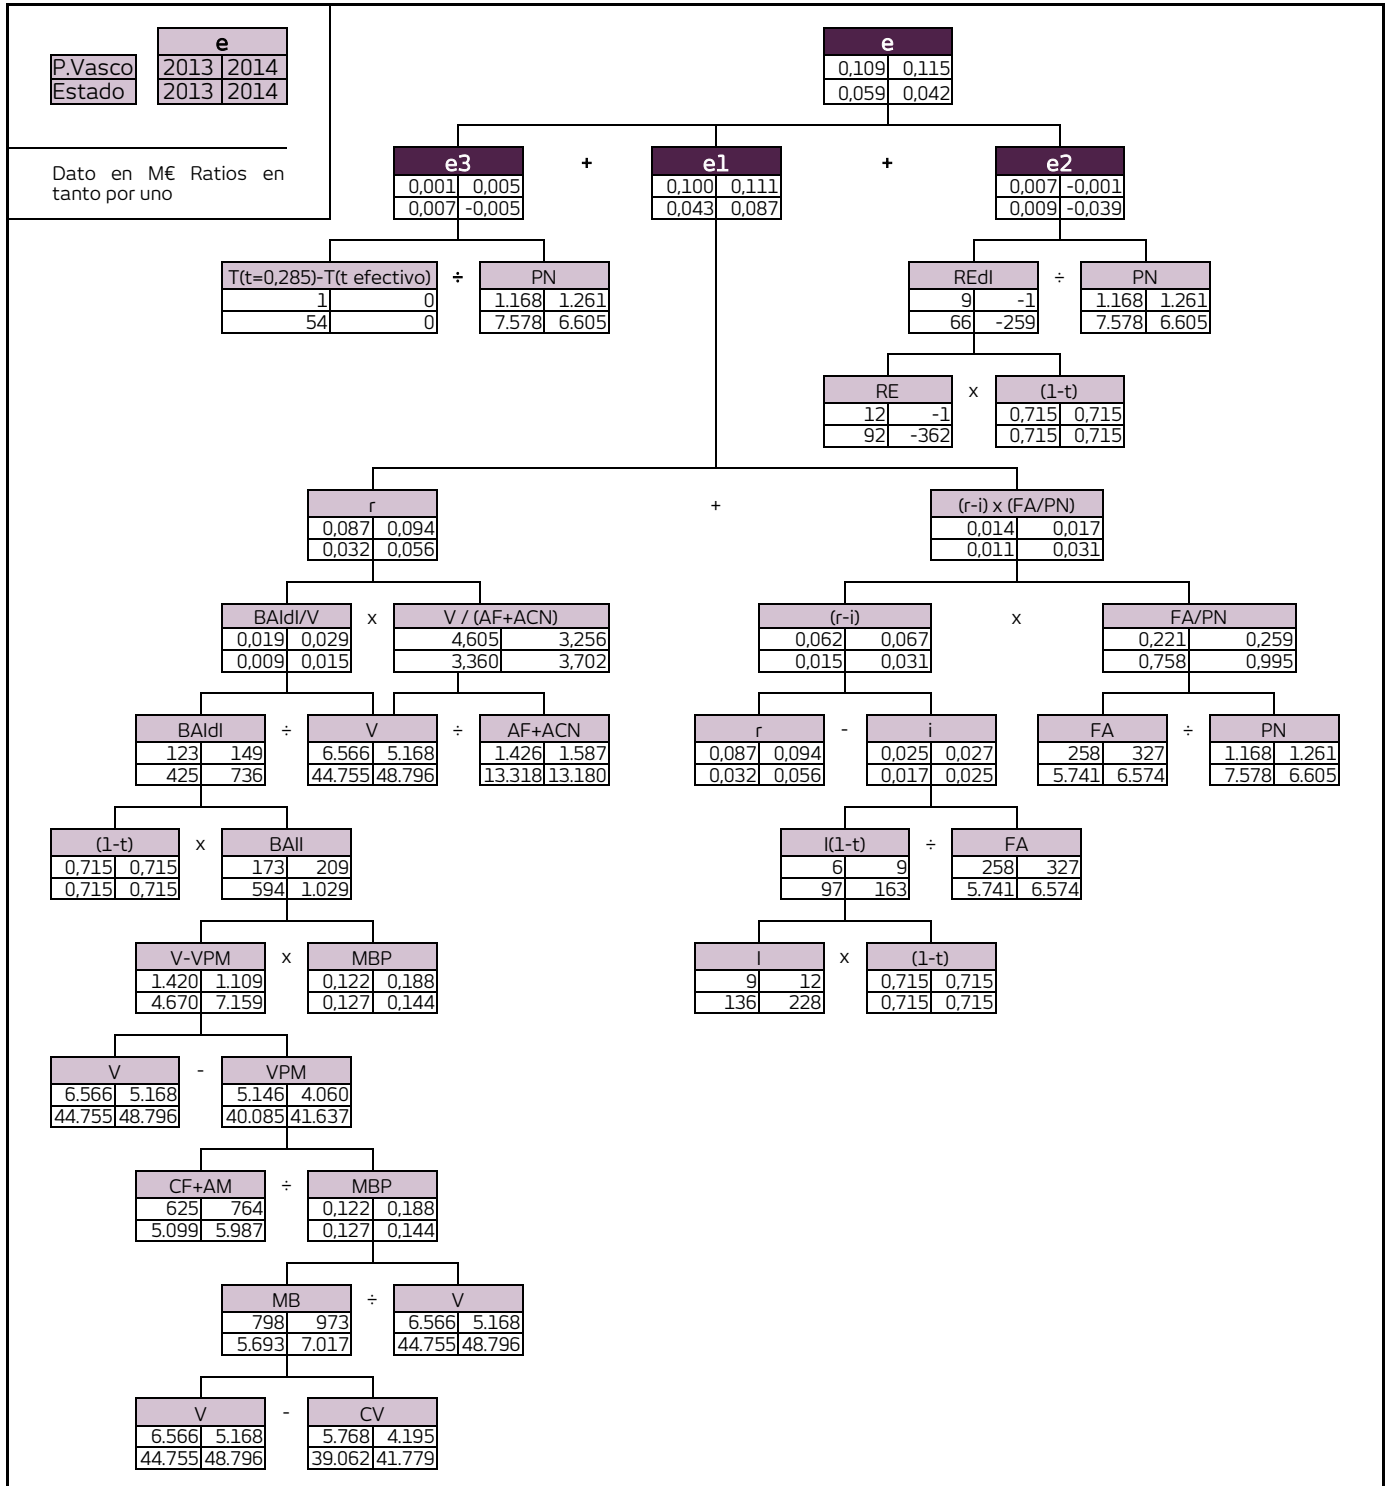 e
P.Vasco 2013 2014
Estado 2013 2014
Dato en M€ Ratios en
tanto por uno
e
0,109 0,115
0,059 0,042
e3 + e1 + e2
0,001 0,005 0,100 0,111 0,007 -0,001
0,007 -0,005 0,043 0,087 0,009 -0,039
T(t=0,285)-T(t efectivo) ÷ PN REdI ÷ PN
1 0 1.168 1.261 9 -1 1.168 1.261
54 0 7.578 6.605 66 -259 7.578 6.605
RE x (1-t)
12 -1 0,715 0,715
92 -362 0,715 0,715
r + (r-i) x (FA/PN)
0,087 0,094 0,014 0,017
0,032 0,056 0,011 0,031
BAIdI/V x V / (AF+ACN) (r-i) x FA/PN
0,019 0,029 4,605 3,256 0,062 0,067 0,221 0,259
0,009 0,015 3,360 3,702 0,015 0,031 0,758 0,995
BAIdI ÷ V ÷ AF+ACN r - i FA ÷ PN
123 149 6.566 5.168 1.426 1.587 0,087 0,094 0,025 0,027 258 327 1.168 1.261
425 736 44.755 48.796 13.318 13.180 0,032 0,056 0,017 0,025 5.741 6.574 7.578 6.605
(1-t) x BAII I(1-t) ÷ FA
0,715 0,715 173 209 6 9 258 327
0,715 0,715 594 1.029 97 163 5.741 6.574
V-VPM x MBP I x (1-t)
1.420 1.109 0,122 0,188 9 12 0,715 0,715
4.670 7.159 0,127 0,144 136 228 0,715 0,715
V - VPM
6.566 5.168 5.146 4.060
44.755 48.796 40.085 41.637
CF+AM ÷ MBP
625 764 0,122 0,188
5.099 5.987 0,127 0,144
MB ÷ V
798 973 6.566 5.168
5.693 7.017 44.755 48.796
V - CV
6.566 5.168 5.768 4.195
44.755 48.796 39.062 41.779